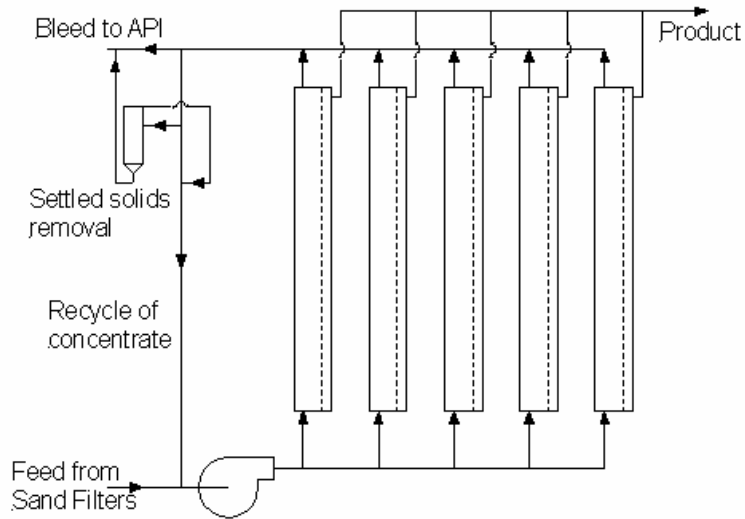 Bleed to API
Product
Settled solids
removal
Recycle of
concentrate
Feed from
Sand Filters